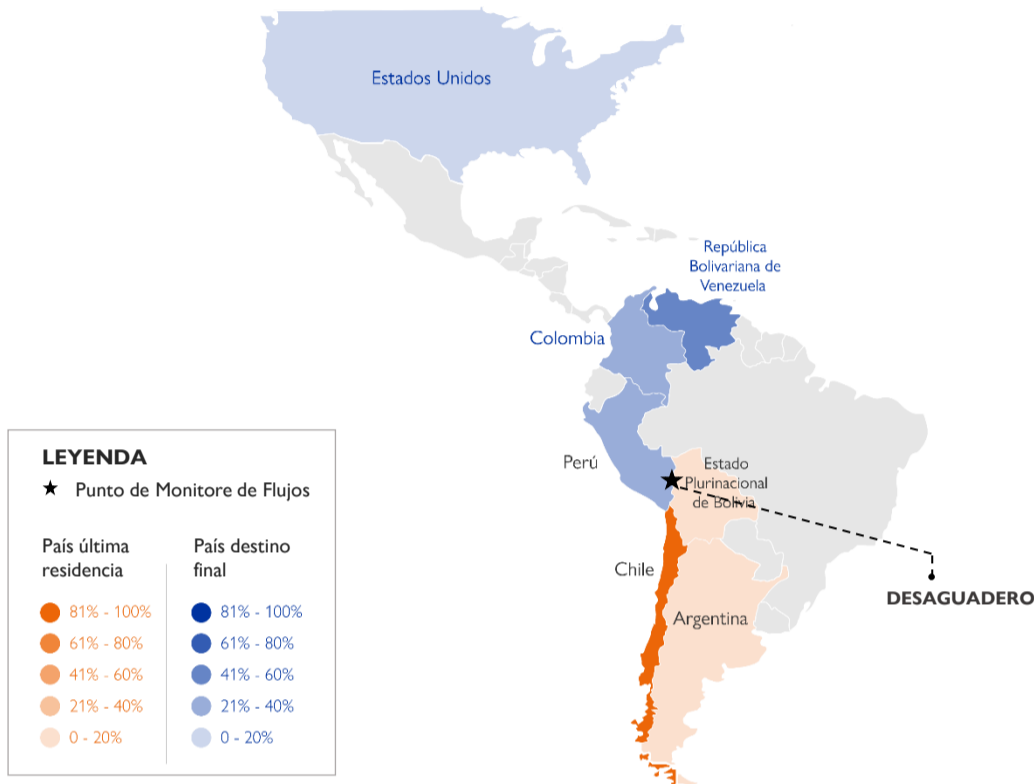 Estados Unidos
República
Bolivariana de
Venezuela
Colombia
Perú
Estado
Plurinacional
de Bolivia
Chile
Argentina
DESAGUADERO
LEYENDA
Punto de Monitore de Flujos
País última
residencia
81% - 100%
61% - 80%
41% - 60%
21% - 40%
0 - 20%
País destino
final
81% - 100%
61% - 80%
41% - 60%
21% - 40%
0 - 20%